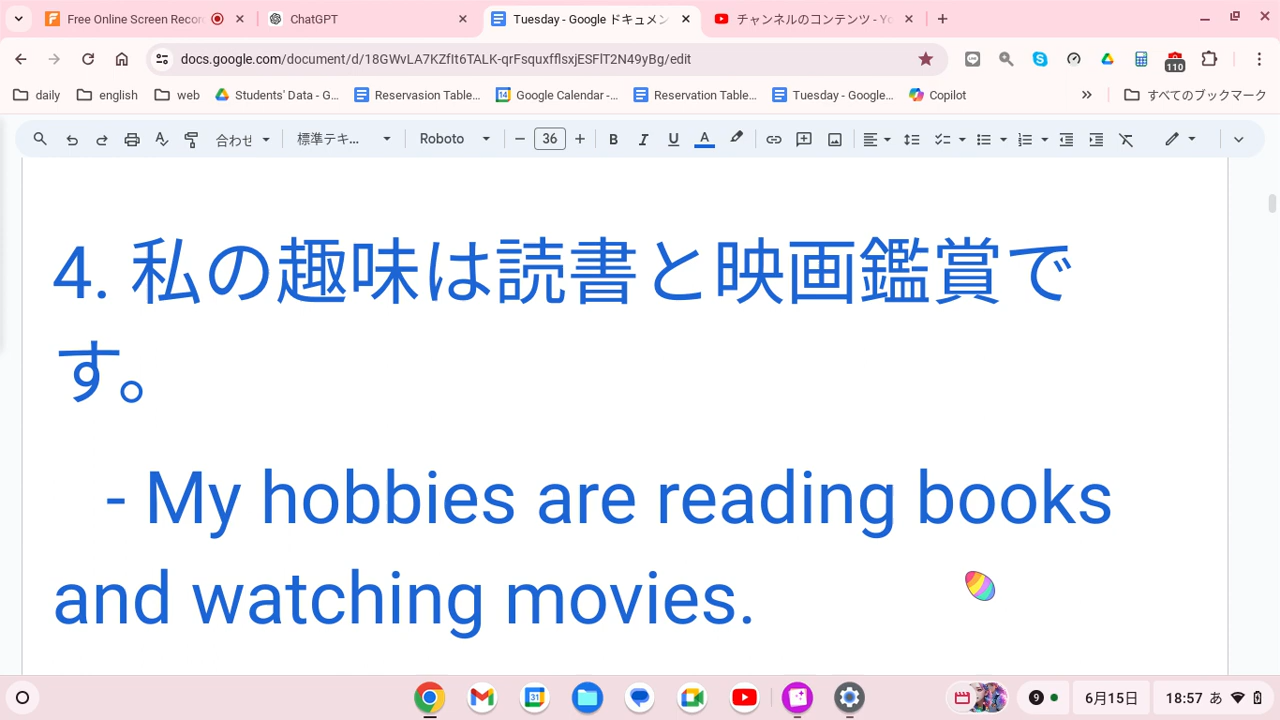 Free Online Screen Recor
ChatGPT
Tuesday - Google ドキュメン
チャンネルのコンテンツ - Yo
docs.google.com/document/d/18GWvLA7KZfIt6TALK-qrFsquxfflsxjESFlT2N49yBg/edit
110
daily
english
web
Students' Data - G...
Reservasion Table...
Google Calendar -...
Reservation Table...
Tuesday - Google...
Copilot
すべてのブックマーク
合わせ
標準テキ...
Roboto
36
4. 私の趣味は読書と映画鑑賞で
す。
- My hobbies are reading books
and watching movies.
9
6月15日
18:57 あ